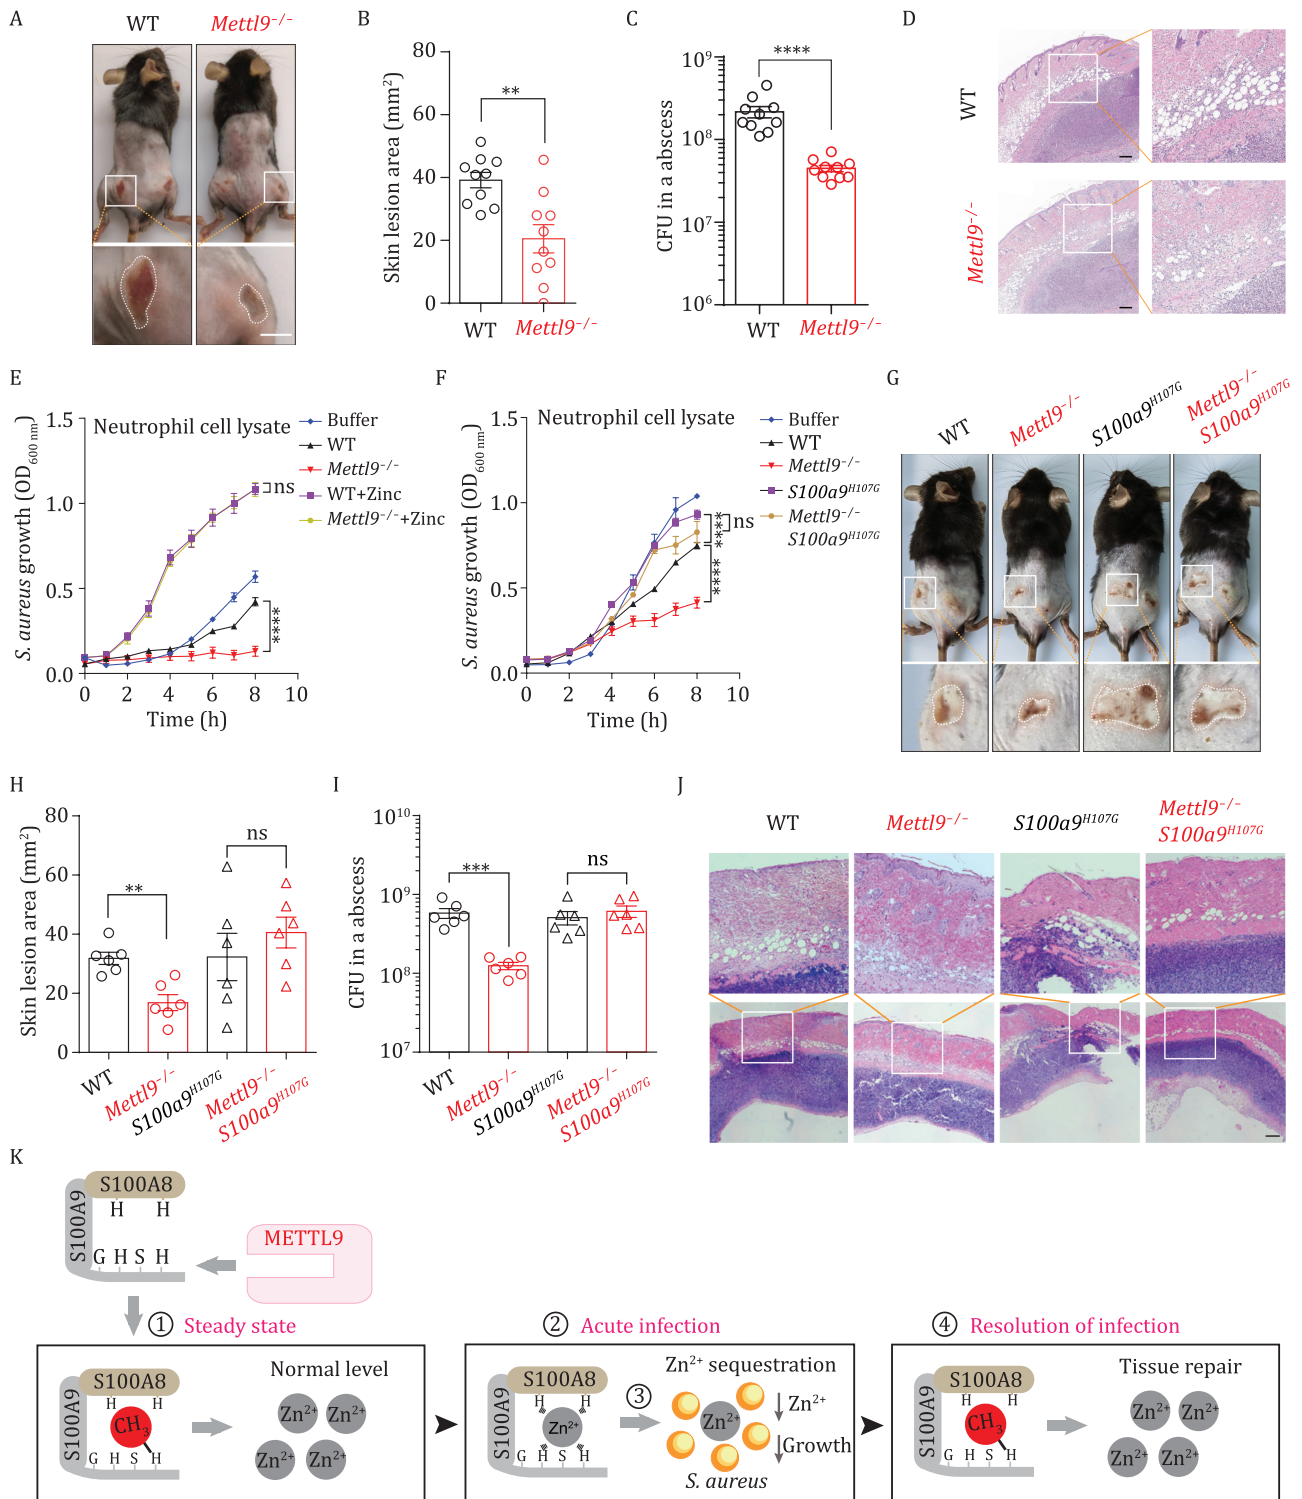 A
WT
Mettl9⁻/⁻
B
Skin lesion area (mm²)
80
60
40
20
0
**
WT
Mettl9⁻/⁻
C
CFU in a abscess
10⁹
10⁸
10⁷
10⁶
****
WT
Mettl9⁻/⁻
D
WT
Mettl9⁻/⁻
E
S. aureus growth (OD600 nm)
1.5
1.0
0.5
0.0
Neutrophil cell lysate
Buffer
WT
Mettl9⁻/⁻
WT+Zinc
Mettl9⁻/⁻+Zinc
ns
****
0 2 4 6 8 10
Time (h)
F
S. aureus growth (OD600 nm)
1.5
1.0
0.5
0.0
Neutrophil cell lysate
Buffer
WT
Mettl9⁻/⁻
S100a9H107G
Mettl9⁻/⁻
S100a9H107G
ns
****
****
0 2 4 6 8 10
Time (h)
G
WT
Mettl9⁻/⁻
S100a9H107G
Mettl9⁻/⁻
S100a9H107G
H
Skin lesion area (mm²)
80
60
40
20
0
**
ns
WT
Mettl9⁻/⁻
S100a9H107G
Mettl9⁻/⁻
S100a9H107G
I
CFU in a abscess
10¹⁰
10⁹
10⁸
10⁷
***
ns
WT
Mettl9⁻/⁻
S100a9H107G
Mettl9⁻/⁻
S100a9H107G
J
WT
Mettl9⁻/⁻
S100a9H107G
Mettl9⁻/⁻
S100a9H107G
K
S100A8
S100A9
H H
G H S H
METTL9
① Steady state
S100A8
S100A9
H H
CH3
G H S H
Normal level
Zn²⁺ Zn²⁺
Zn²⁺ Zn²⁺
② Acute infection
S100A8
S100A9
H H
Zn²⁺
G H S H
③
Zn²⁺ sequestration
Zn²⁺
↓ Zn²⁺
↓ Growth
S. aureus
④ Resolution of infection
S100A8
S100A9
H H
CH3
G H S H
Tissue repair
Zn²⁺ Zn²⁺
Zn²⁺ Zn²⁺